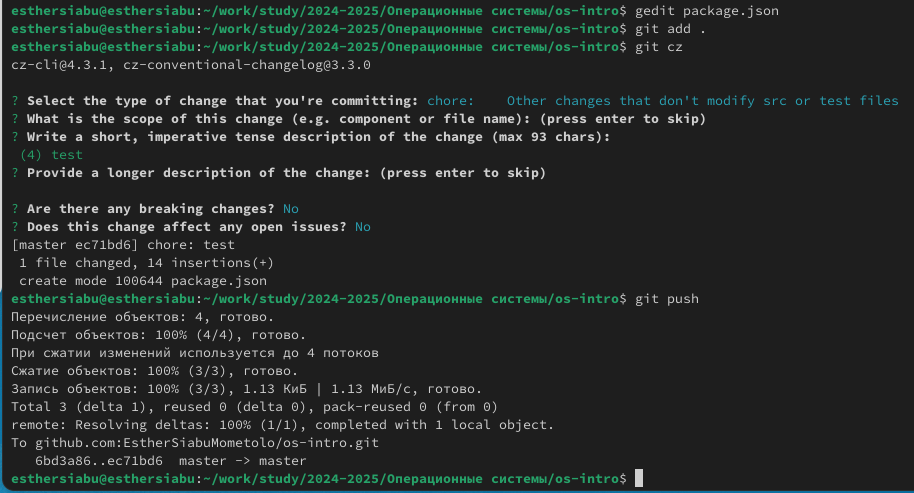 esthersiabu@esthersiabu:~/work/study/2024-2025/Операционные системы/os-intro$ gedit package.json
esthersiabu@esthersiabu:~/work/study/2024-2025/Операционные системы/os-intro$ git add .
esthersiabu@esthersiabu:~/work/study/2024-2025/Операционные системы/os-intro$ git cz
cz-cli@4.3.1, cz-conventional-changelog@3.3.0
? Select the type of change that you're committing: chore:    Other changes that don't modify src or test files
? What is the scope of this change (e.g. component or file name): (press enter to skip)
? Write a short, imperative tense description of the change (max 93 chars):
 (4) test
? Provide a longer description of the change: (press enter to skip)
? Are there any breaking changes? No
? Does this change affect any open issues? No
[master ec71bd6] chore: test
 1 file changed, 14 insertions(+)
 create mode 100644 package.json
esthersiabu@esthersiabu:~/work/study/2024-2025/Операционные системы/os-intro$ git push
Перечисление объектов: 4, готово.
Подсчет объектов: 100% (4/4), готово.
При сжатии изменений используется до 4 потоков
Сжатие объектов: 100% (3/3), готово.
Запись объектов: 100% (3/3), 1.13 КиБ | 1.13 МиБ/с, готово.
Total 3 (delta 1), reused 0 (delta 0), pack-reused 0 (from 0)
remote: Resolving deltas: 100% (1/1), completed with 1 local object.
To github.com:EstherSiabuMometolo/os-intro.git
   6bd3a86..ec71bd6  master -> master
esthersiabu@esthersiabu:~/work/study/2024-2025/Операционные системы/os-intro$